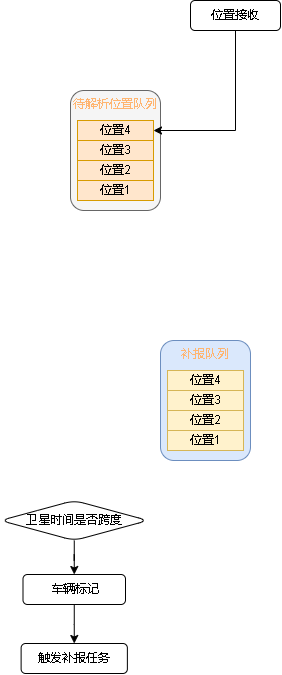 位置接收
待解析位置队列
位置4
位置3
位置2
位置1
补报队列
位置4
位置3
位置2
位置1
卫星时间是否跨度
车辆标记
触发补报任务